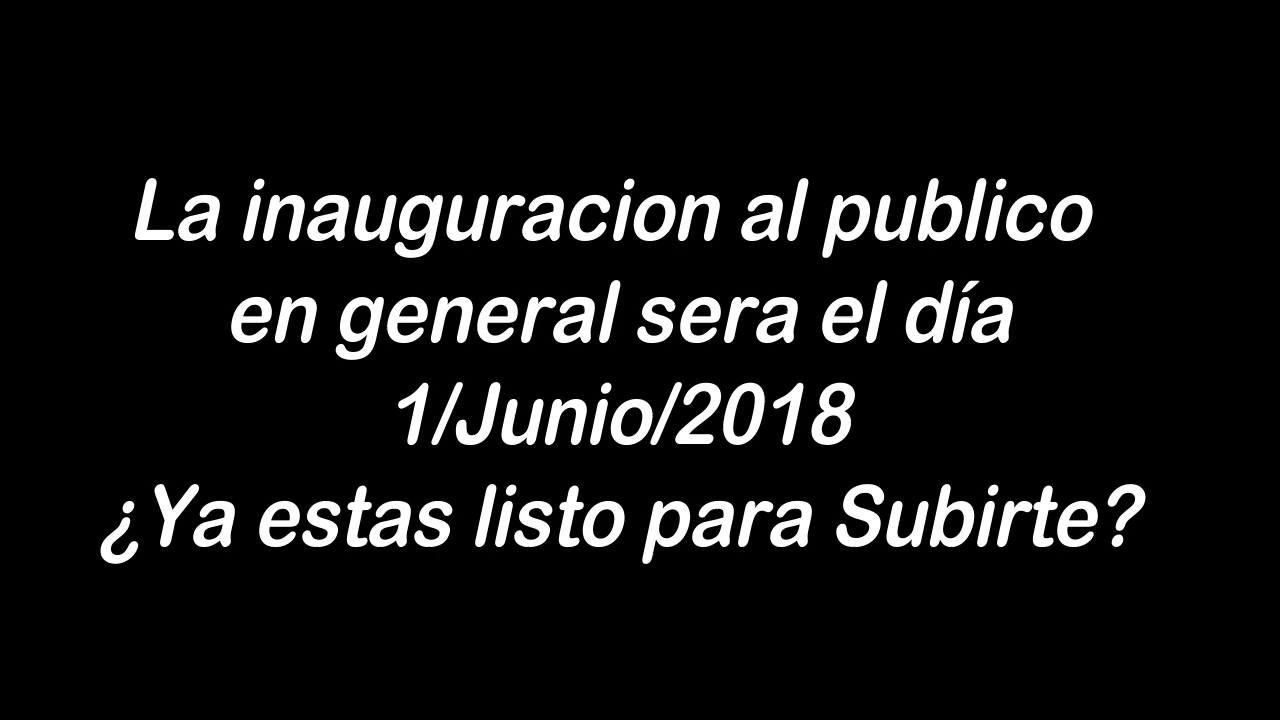 La inauguracion al publico
en general sera el día
1/Junio/2018
¿Ya estas listo para Subirte?